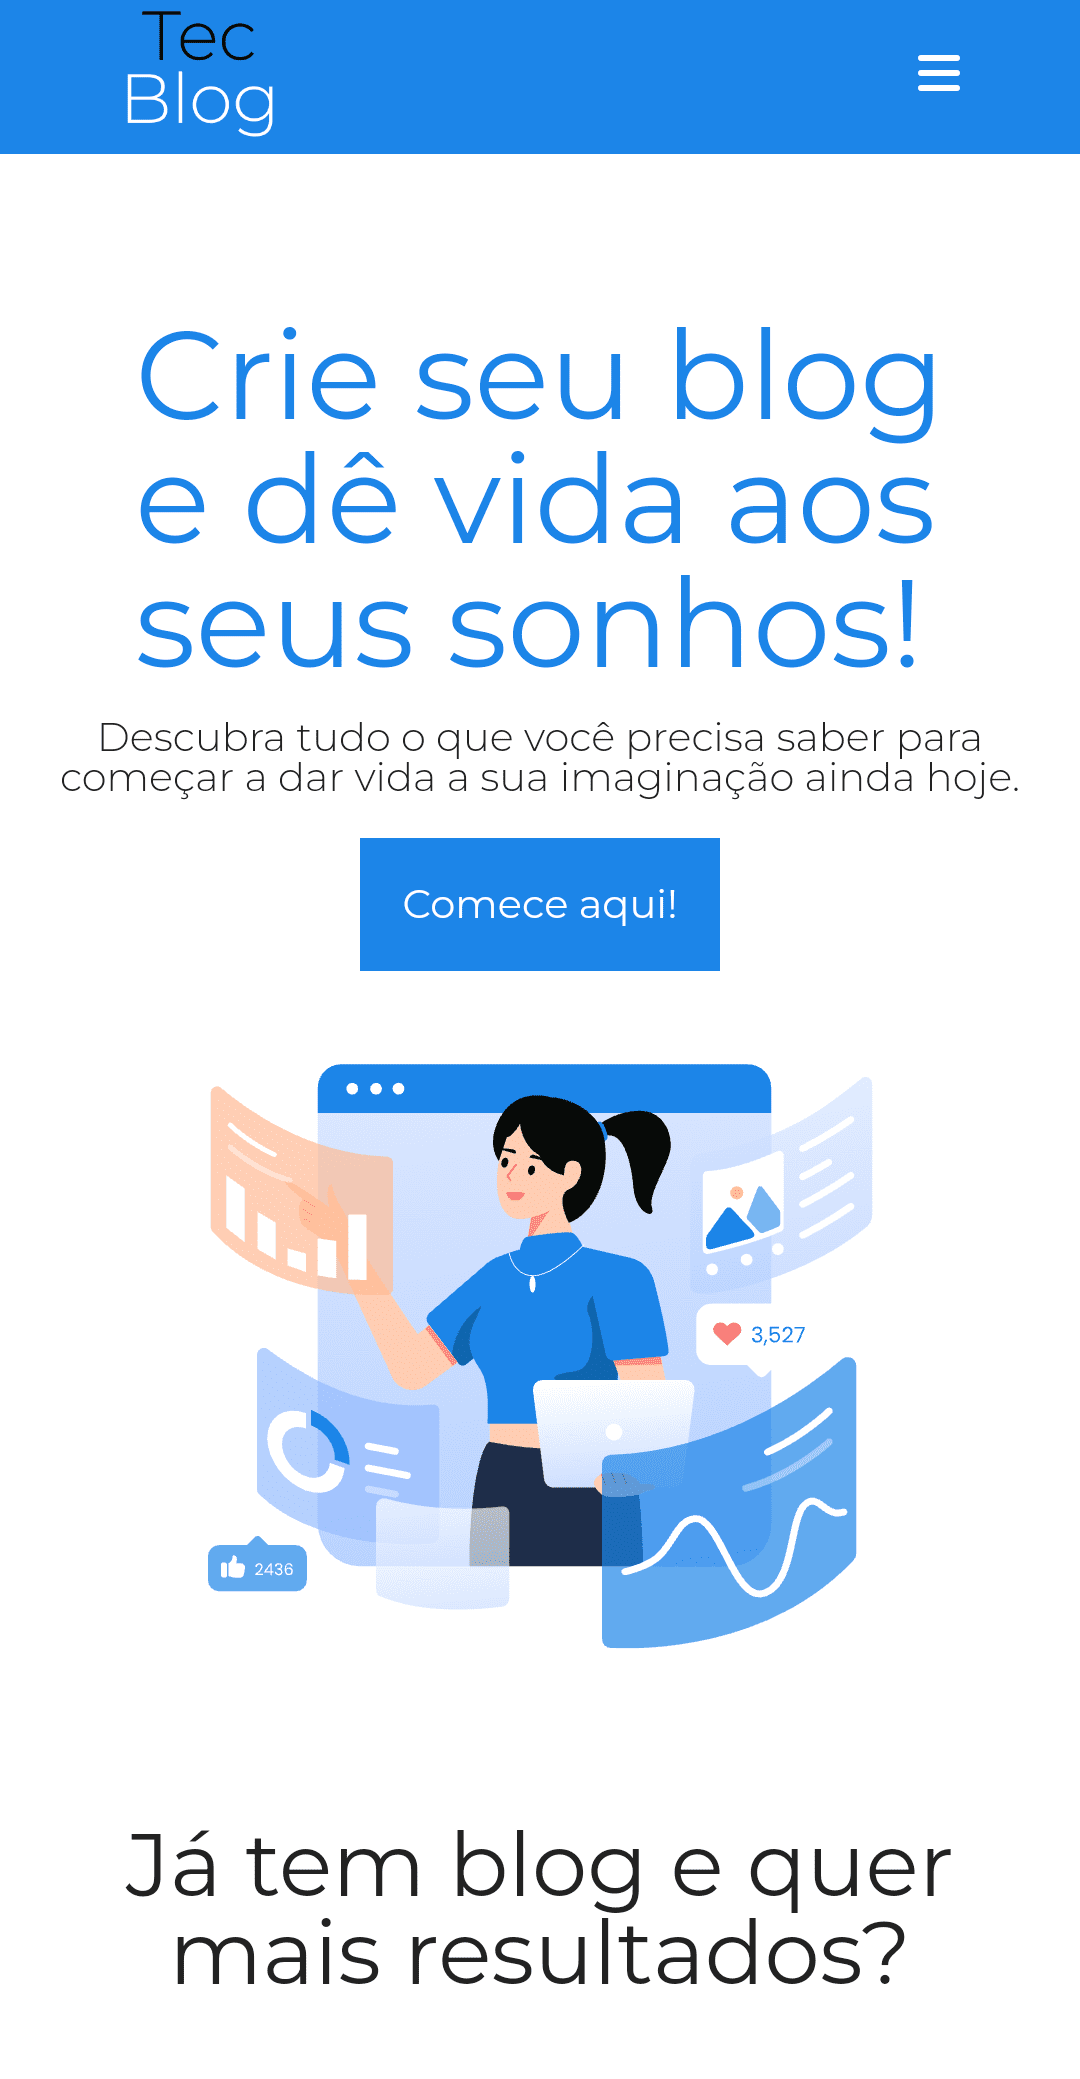 Tec
Blog
Crie seu blog
e dê vida aos
seus sonhos!
Descubra tudo o que você precisa saber para
começar a dar vida a sua imaginação ainda hoje.
Comece aqui!
3,527
2436
Já tem blog e quer
mais resultados?